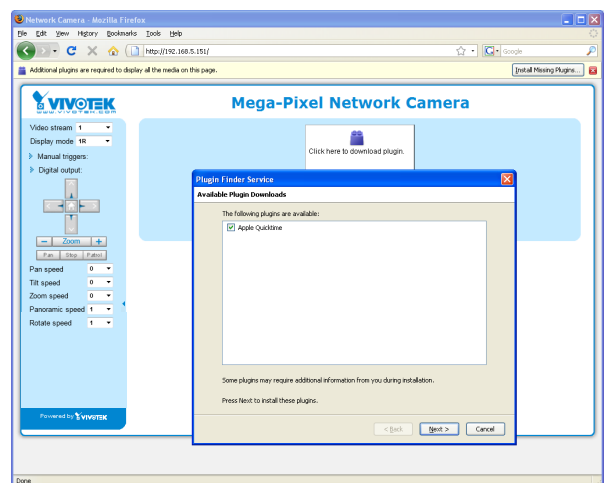 Network Camera - Mozilla Firefox
File Edit View History Bookmarks Tools Help
http://192.168.5.151/
Google
Additional plugins are required to display all the media on this page.
Install Missing Plugins...
VIVOTEK
www.vivotek.com
Mega-Pixel Network Camera
Video stream 1
Display mode 1R
Manual triggers:
Digital output:
Click here to download plugin.
Zoom
Pan Stop Patrol
Pan speed 0
Tilt speed 0
Zoom speed 0
Panoramic speed 1
Rotate speed 1
Powered by VIVOTEK
Plugin Finder Service
Available Plugin Downloads
The following plugins are available:
Apple Quicktime
Some plugins may require additional information from you during installation.
Press Next to install these plugins.
< Back Next > Cancel
Done